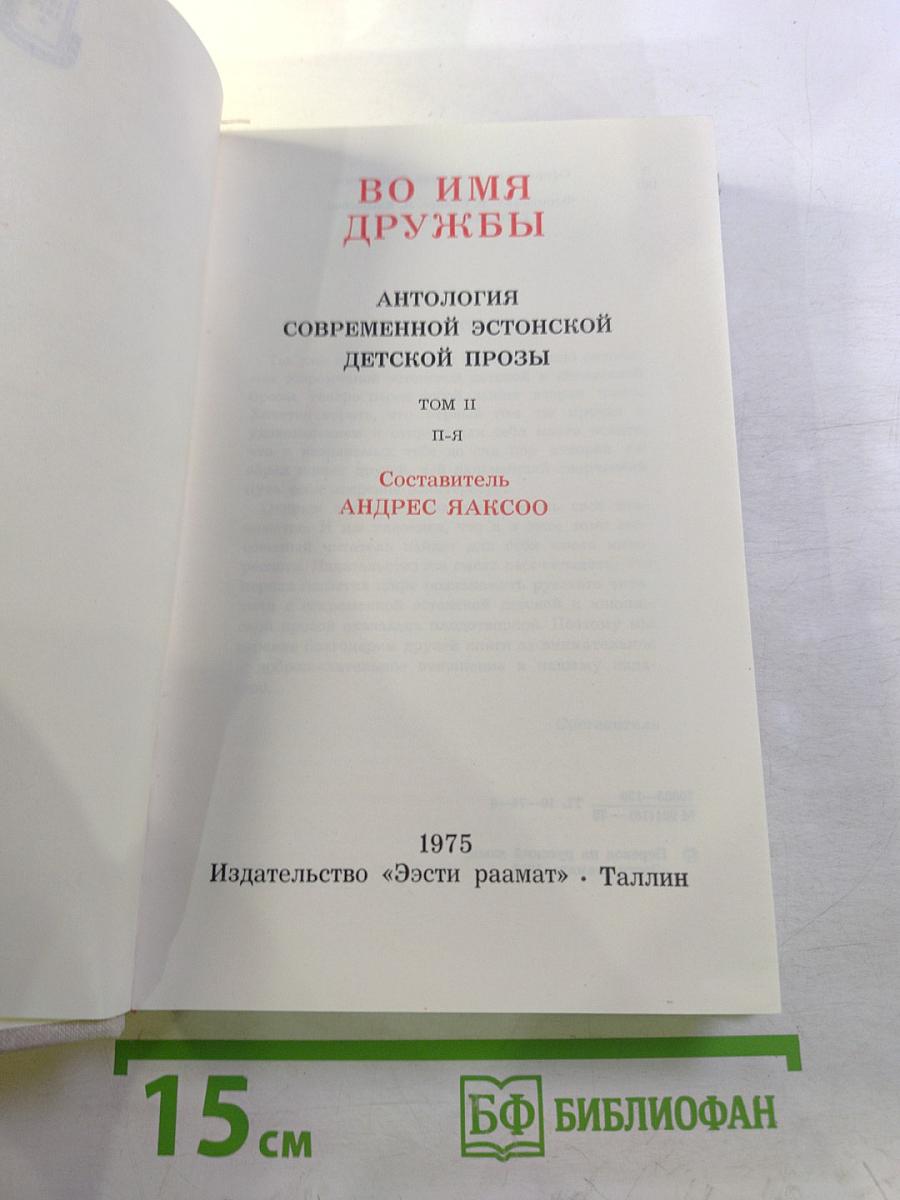 ВО ИМЯ
ДРУЖБЫ
АНТОЛОГИЯ
СОВРЕМЕННОЙ ЭСТОНСКОЙ
ДЕТСКОЙ ПРОЗЫ
ТОМ II
П-Я
Составитель
АНДРЕС ЯАКСОО
1975
Издательство «Ээсти раамат» · Таллин
15 см
БФ БИБЛИОФАН